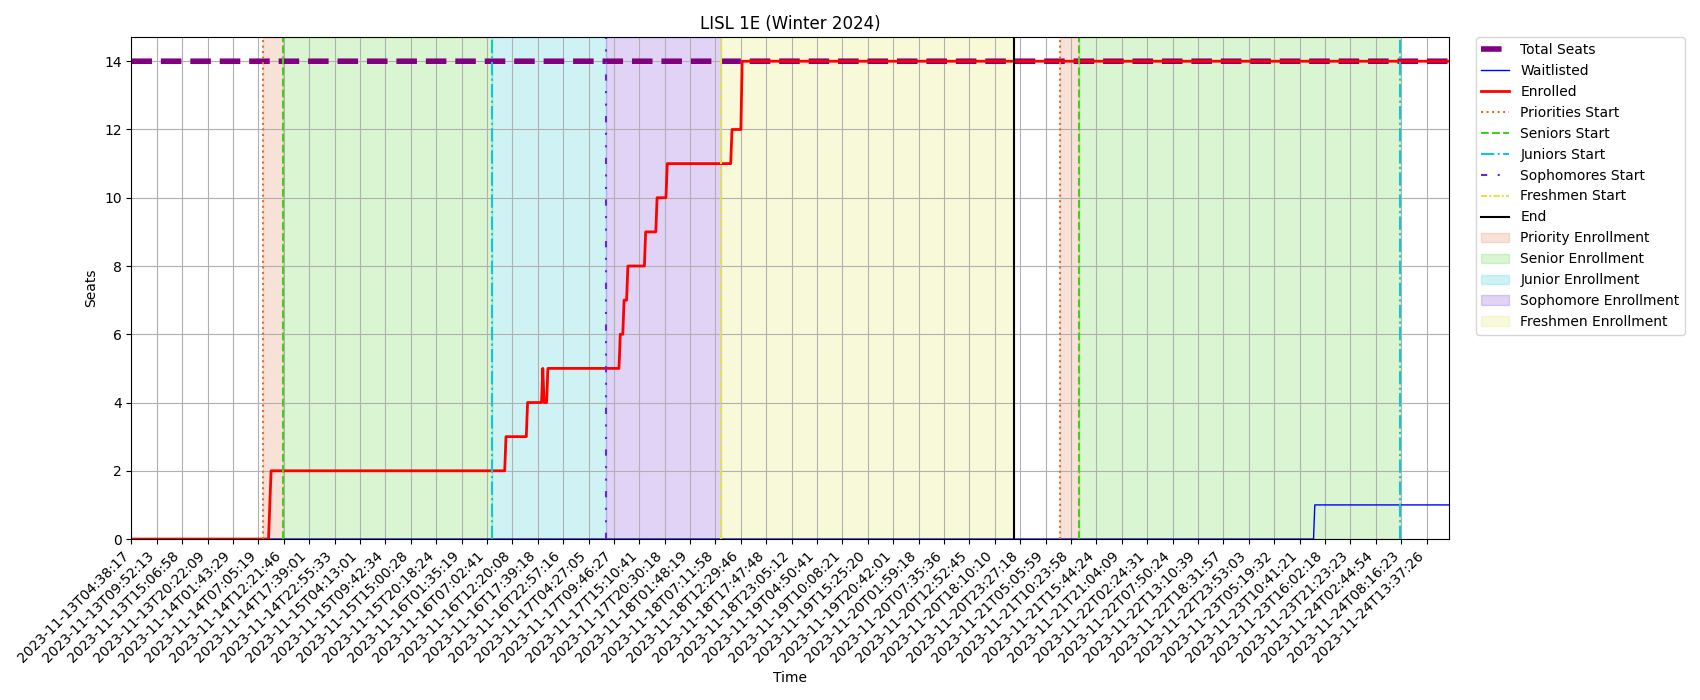 LISL 1E (Winter 2024)
Seats
14
12
10
8
6
4
2
0
2023-11-13T04:38:17
2023-11-13T09:52:13
2023-11-13T15:06:58
2023-11-13T20:22:09
2023-11-14T01:43:29
2023-11-14T07:05:19
2023-11-14T12:21:46
2023-11-14T17:39:01
2023-11-14T22:55:33
2023-11-15T04:13:01
2023-11-15T09:42:34
2023-11-15T15:00:28
2023-11-15T20:18:24
2023-11-16T01:35:19
2023-11-16T07:02:41
2023-11-16T12:20:08
2023-11-16T17:39:18
2023-11-16T22:57:16
2023-11-17T04:27:05
2023-11-17T09:46:27
2023-11-17T15:10:41
2023-11-17T20:30:18
2023-11-18T01:48:19
2023-11-18T07:11:58
2023-11-18T12:29:46
2023-11-18T17:47:48
2023-11-18T23:05:12
2023-11-19T04:50:41
2023-11-19T10:08:21
2023-11-19T15:25:20
2023-11-19T20:42:01
2023-11-20T01:59:18
2023-11-20T07:35:36
2023-11-20T12:52:45
2023-11-20T18:10:10
2023-11-20T23:27:18
2023-11-21T05:05:59
2023-11-21T10:23:58
2023-11-21T15:44:24
2023-11-21T21:04:09
2023-11-22T02:24:31
2023-11-22T07:50:24
2023-11-22T13:10:39
2023-11-22T18:31:57
2023-11-22T23:53:03
2023-11-23T05:19:32
2023-11-23T10:41:21
2023-11-23T16:02:18
2023-11-23T21:23:23
2023-11-24T02:44:54
2023-11-24T08:16:23
2023-11-24T13:37:26
Time
Total Seats
Waitlisted
Enrolled
Priorities Start
Seniors Start
Juniors Start
Sophomores Start
Freshmen Start
End
Priority Enrollment
Senior Enrollment
Junior Enrollment
Sophomore Enrollment
Freshmen Enrollment